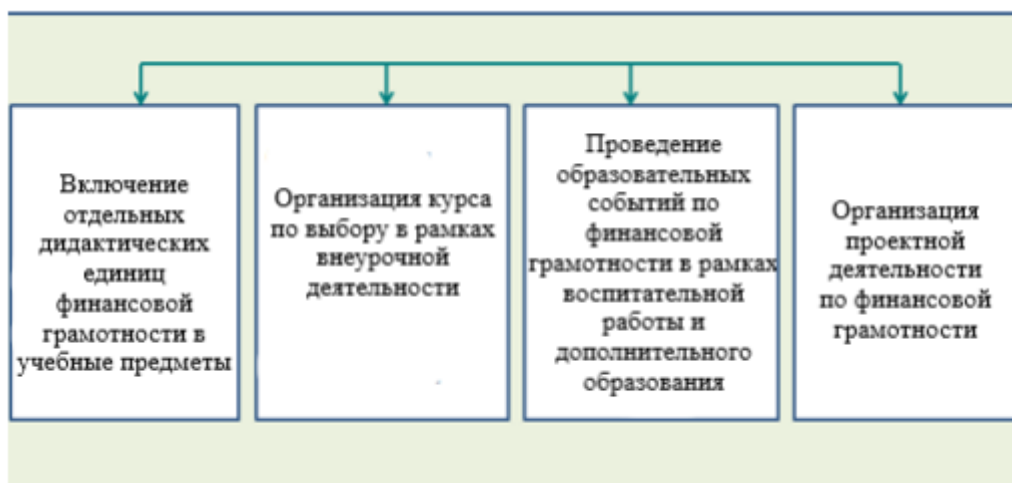 Включение
отдельных
дидактических
единиц
финансовой
грамотности в
учебные предметы
Организация курса
по выбору в рамках
внеурочной
деятельности
Проведение
образовательных
событий по
финансовой
грамотности в рамках
воспитательной
работы и
дополнительного
образования
Организация
проектной
деятельности
по финансовой
грамотности